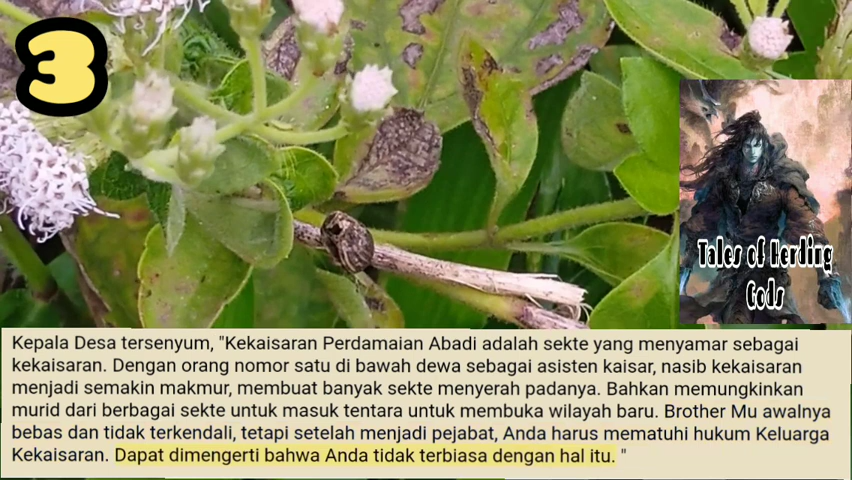 3
Tales of Herding
Gods
Kepala Desa tersenyum, "Kekaisaran Perdamaian Abadi adalah sekte yang menyamar sebagai
kekaisaran. Dengan orang nomor satu di bawah dewa sebagai asisten kaisar, nasib kekaisaran
menjadi semakin makmur, membuat banyak sekte menyerah padanya. Bahkan memungkinkan
murid dari berbagai sekte untuk masuk tentara untuk membuka wilayah baru. Brother Mu awalnya
bebas dan tidak terkendali, tetapi setelah menjadi pejabat, Anda harus mematuhi hukum Keluarga
Kekaisaran. Dapat dimengerti bahwa Anda tidak terbiasa dengan hal itu. "